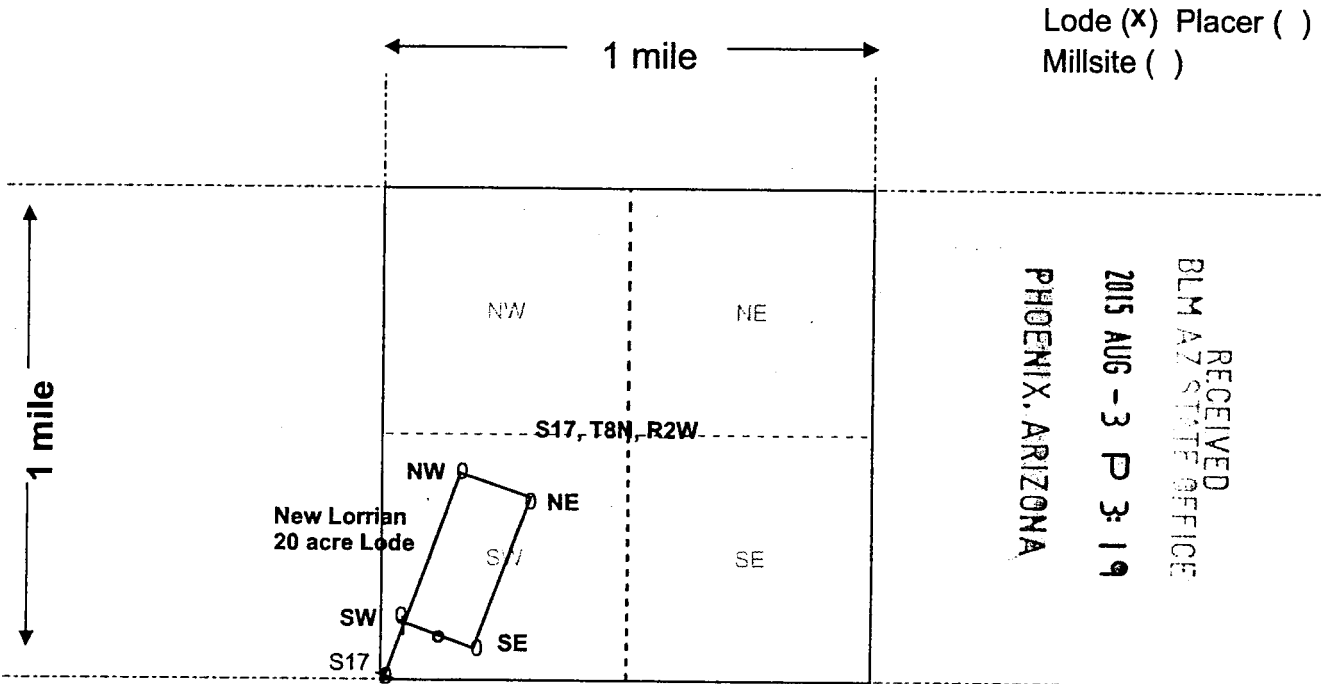 Lode (X) Placer ( )
Millsite ( )
1 mile
1 mile
NW
NE
S17, T8N, R2W
NW
NE
New Lorrian
20 acre Lode
SW
SE
SW
SE
S17
RECEIVED
BLM AZ STATE OFFICE
2015 AUG -3 P 3: 19
PHOENIX, ARIZONA